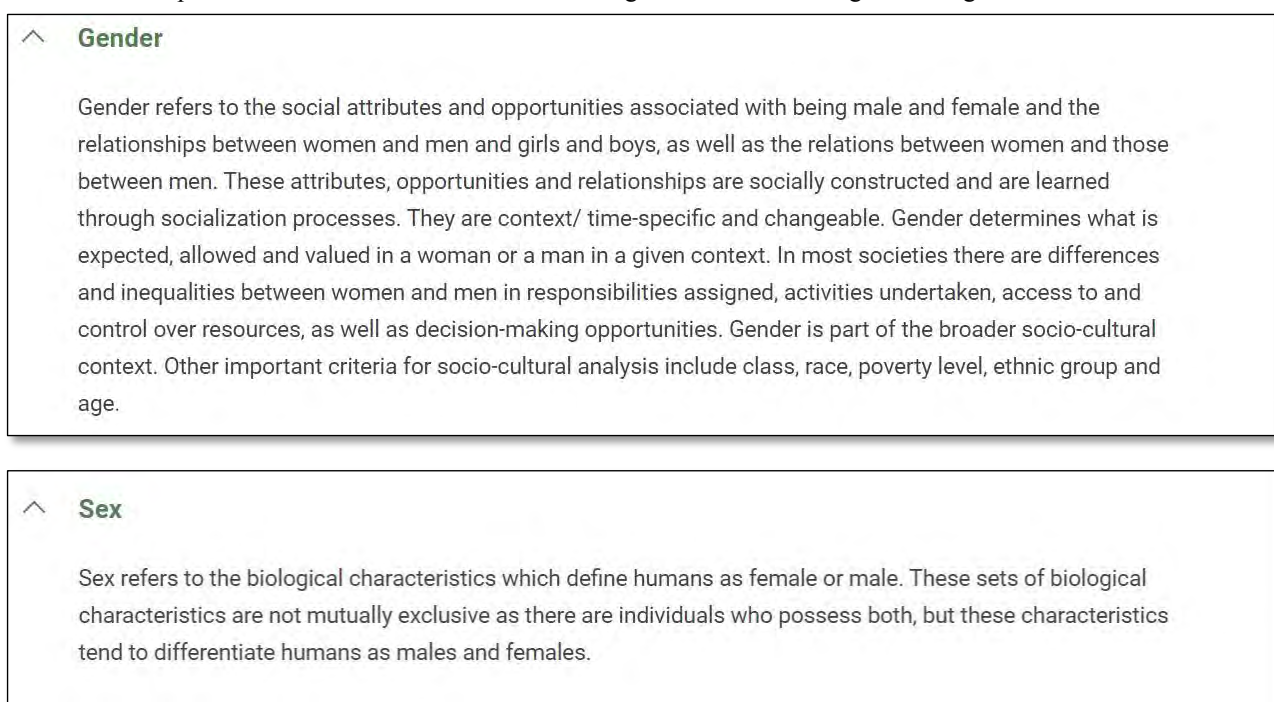 Gender
Gender refers to the social attributes and opportunities associated with being male and female and the
relationships between women and men and girls and boys, as well as the relations between women and those
between men. These attributes, opportunities and relationships are socially constructed and are learned
through socialization processes. They are context/ time-specific and changeable. Gender determines what is
expected, allowed and valued in a woman or a man in a given context. In most societies there are differences
and inequalities between women and men in responsibilities assigned, activities undertaken, access to and
control over resources, as well as decision-making opportunities. Gender is part of the broader socio-cultural
context. Other important criteria for socio-cultural analysis include class, race, poverty level, ethnic group and
age.
Sex
Sex refers to the biological characteristics which define humans as female or male. These sets of biological
characteristics are not mutually exclusive as there are individuals who possess both, but these characteristics
tend to differentiate humans as males and females.